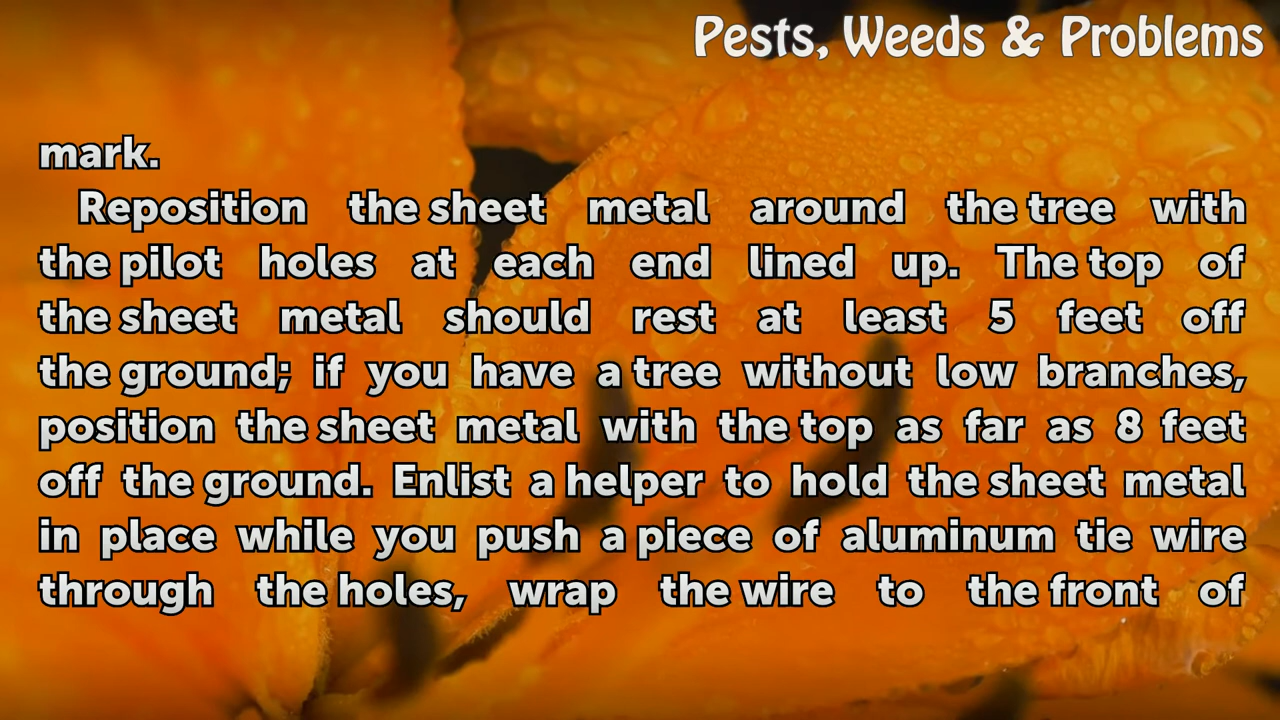 Pests, Weeds & Problems
mark.
Reposition the sheet metal around the tree with
the pilot holes at each end lined up. The top of
the sheet metal should rest at least 5 feet off
the ground; if you have a tree without low branches,
position the sheet metal with the top as far as 8 feet
off the ground. Enlist a helper to hold the sheet metal
in place while you push a piece of aluminum tie wire
through the holes, wrap the wire to the front of